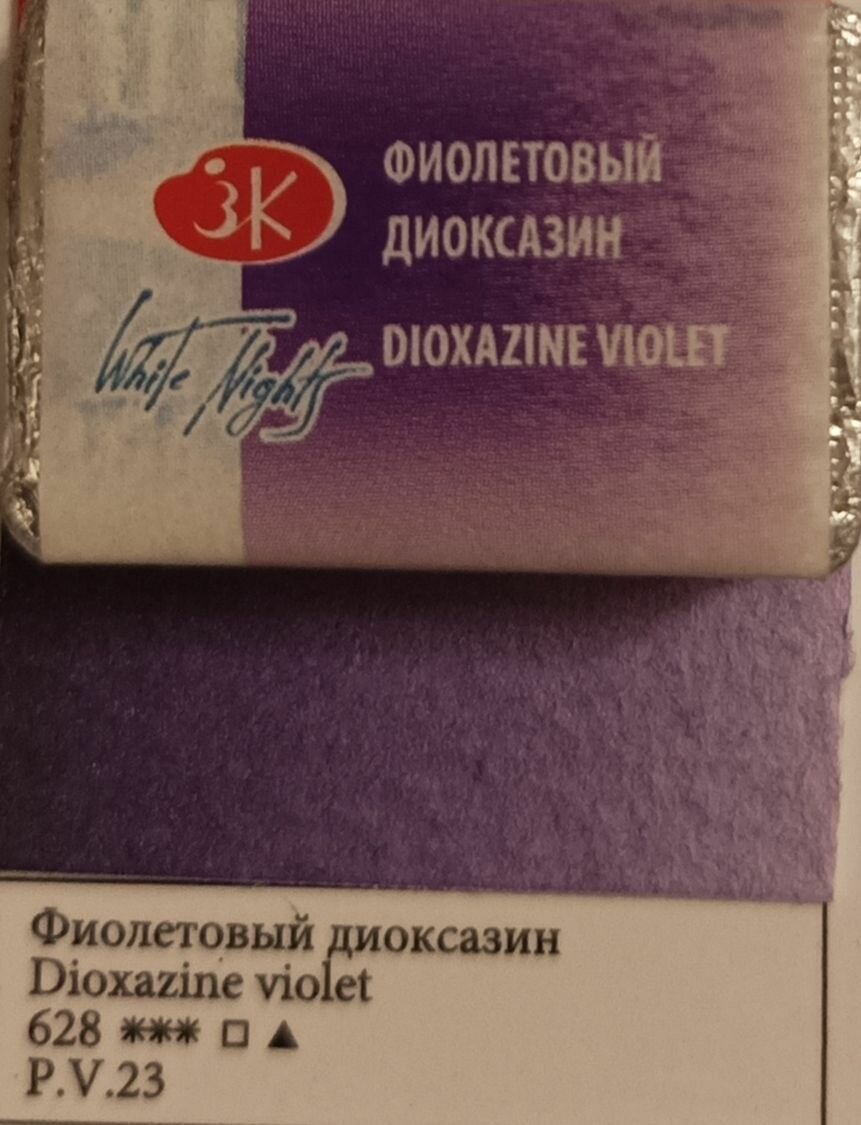 ЗК
ФИОЛЕТОВЫЙ
ДИОКСАЗИН
White Nights
DIOXAZINE VIOLET
Фиолетовый диоксазин
Dioxazine violet
628 ✳✳✳ □ ▲
P.V.23